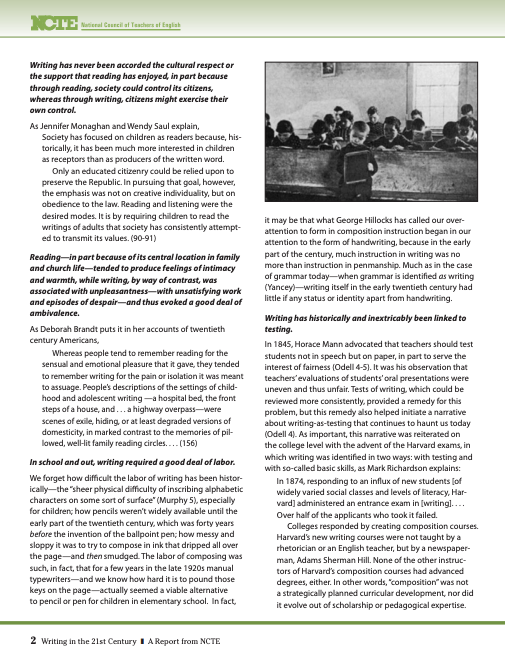 NCTE National Council of Teachers of English
Writing has never been accorded the cultural respect or
the support that reading has enjoyed, in part because
through reading, society could control its citizens,
whereas through writing, citizens might exercise their
own control.
As Jennifer Monaghan and Wendy Saul explain,
Society has focused on children as readers because, his-
torically, it has been much more interested in children
as receptors than as producers of the written word.
Only an educated citizenry could be relied upon to
preserve the Republic. In pursuing that goal, however,
the emphasis was not on creative individuality, but on
obedience to the law. Reading and listening were the
desired modes. It is by requiring children to read the
writings of adults that society has consistently attempt-
ed to transmit its values. (90-91)
Reading—in part because of its central location in family
and church life—tended to produce feelings of intimacy
and warmth, while writing, by way of contrast, was
associated with unpleasantness—with unsatisfying work
and episodes of despair—and thus evoked a good deal of
ambivalence.
As Deborah Brandt puts it in her accounts of twentieth
century Americans,
Whereas people tend to remember reading for the
sensual and emotional pleasure that it gave, they tended
to remember writing for the pain or isolation it was meant
to assuage. People's descriptions of the settings of child-
hood and adolescent writing —a hospital bed, the front
steps of a house, and . . . a highway overpass—were
scenes of exile, hiding, or at least degraded versions of
domesticity, in marked contrast to the memories of pil-
lowed, well-lit family reading circles. . . . (156)
In school and out, writing required a good deal of labor.
We forget how difficult the labor of writing has been histor-
ically—the "sheer physical difficulty of inscribing alphabetic
characters on some sort of surface" (Murphy 5), especially
for children; how pencils weren't widely available until the
early part of the twentieth century, which was forty years
before the invention of the ballpoint pen; how messy and
sloppy it was to try to compose in ink that dripped all over
the page—and then smudged. The labor of composing was
such, in fact, that for a few years in the late 1920s manual
typewriters—and we know how hard it is to pound those
keys on the page—actually seemed a viable alternative
to pencil or pen for children in elementary school. In fact,
it may be that what George Hillocks has called our over-
attention to form in composition instruction began in our
attention to the form of handwriting, because in the early
part of the century, much instruction in writing was no
more than instruction in penmanship. Much as in the case
of grammar today—when grammar is identified as writing
(Yancey)—writing itself in the early twentieth century had
little if any status or identity apart from handwriting.
Writing has historically and inextricably been linked to
testing.
In 1845, Horace Mann advocated that teachers should test
students not in speech but on paper, in part to serve the
interest of fairness (Odell 4-5). It was his observation that
teachers' evaluations of students' oral presentations were
uneven and thus unfair. Tests of writing, which could be
reviewed more consistently, provided a remedy for this
problem, but this remedy also helped initiate a narrative
about writing-as-testing that continues to haunt us today
(Odell 4). As important, this narrative was reiterated on
the college level with the advent of the Harvard exams, in
which writing was identified in two ways: with testing and
with so-called basic skills, as Mark Richardson explains:
In 1874, responding to an influx of new students [of
widely varied social classes and levels of literacy, Har-
vard] administered an entrance exam in [writing]. . . .
Over half of the applicants who took it failed.
Colleges responded by creating composition courses.
Harvard's new writing courses were not taught by a
rhetorician or an English teacher, but by a newspaper-
man, Adams Sherman Hill. None of the other instruc-
tors of Harvard's composition courses had advanced
degrees, either. In other words, "composition" was not
a strategically planned curricular development, nor did
it evolve out of scholarship or pedagogical expertise.
2 Writing in the 21st Century ▮ A Report from NCTE